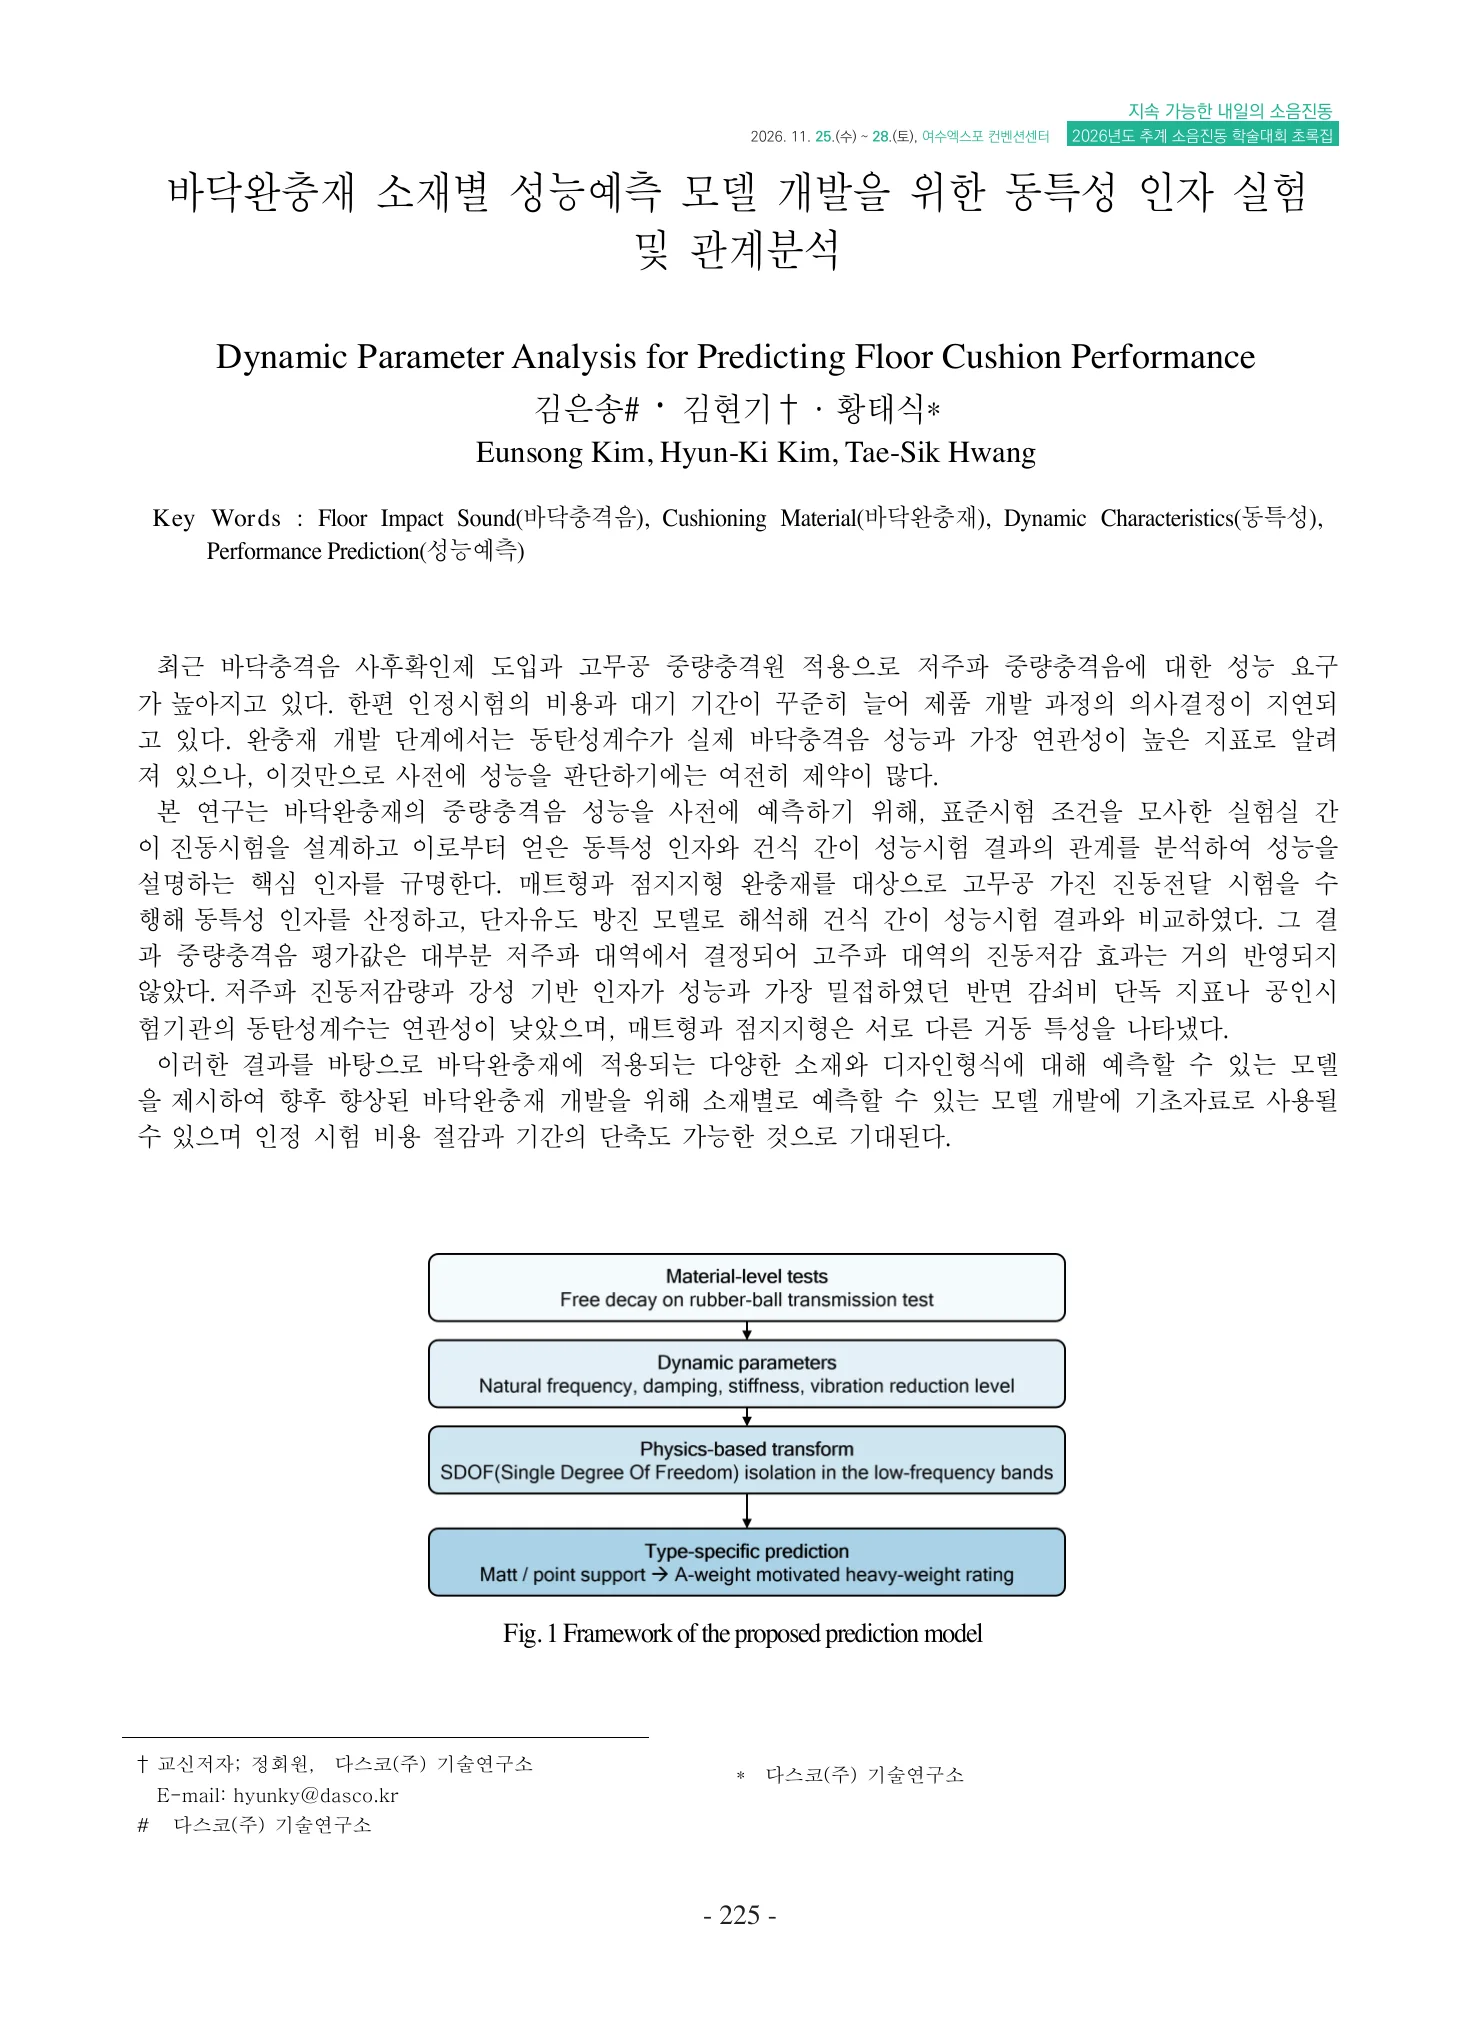 지속 가능한 내일의 소음진동
2026. 11. 25.(수) ~ 28.(토), 여수엑스포 컨벤션센터 2026년도 추계 소음진동 학술대회 초록집
바닥완충재 소재별 성능예측 모델 개발을 위한 동특성 인자 실험
및 관계분석
Dynamic Parameter Analysis for Predicting Floor Cushion Performance
김은송# · 김현기† · 황태식*
Eunsong Kim, Hyun-Ki Kim, Tae-Sik Hwang
Key Words : Floor Impact Sound(바닥충격음), Cushioning Material(바닥완충재), Dynamic Characteristics(동특성),
Performance Prediction(성능예측)
최근 바닥충격음 사후확인제 도입과 고무공 중량충격원 적용으로 저주파 중량충격음에 대한 성능 요구
가 높아지고 있다. 한편 인정시험의 비용과 대기 기간이 꾸준히 늘어 제품 개발 과정의 의사결정이 지연되
고 있다. 완충재 개발 단계에서는 동탄성계수가 실제 바닥충격음 성능과 가장 연관성이 높은 지표로 알려
져 있으나, 이것만으로 사전에 성능을 판단하기에는 여전히 제약이 많다.
본 연구는 바닥완충재의 중량충격음 성능을 사전에 예측하기 위해, 표준시험 조건을 모사한 실험실 간
이 진동시험을 설계하고 이로부터 얻은 동특성 인자와 건식 간이 성능시험 결과의 관계를 분석하여 성능을
설명하는 핵심 인자를 규명한다. 매트형과 점지지형 완충재를 대상으로 고무공 가진 진동전달 시험을 수
행해 동특성 인자를 산정하고, 단자유도 방진 모델로 해석해 건식 간이 성능시험 결과와 비교하였다. 그 결
과 중량충격음 평가값은 대부분 저주파 대역에서 결정되어 고주파 대역의 진동저감 효과는 거의 반영되지
않았다. 저주파 진동저감량과 강성 기반 인자가 성능과 가장 밀접하였던 반면 감쇠비 단독 지표나 공인시
험기관의 동탄성계수는 연관성이 낮았으며, 매트형과 점지지형은 서로 다른 거동 특성을 나타냈다.
이러한 결과를 바탕으로 바닥완충재에 적용되는 다양한 소재와 디자인형식에 대해 예측할 수 있는 모델
을 제시하여 향후 향상된 바닥완충재 개발을 위해 소재별로 예측할 수 있는 모델 개발에 기초자료로 사용될
수 있으며 인정 시험 비용 절감과 기간의 단축도 가능한 것으로 기대된다.
Material-level tests
Free decay on rubber-ball transmission test
Dynamic parameters
Natural frequency, damping, stiffness, vibration reduction level
Physics-based transform
SDOF(Single Degree Of Freedom) isolation in the low-frequency bands
Type-specific prediction
Matt / point support → A-weight motivated heavy-weight rating
Fig. 1 Framework of the proposed prediction model
† 교신저자; 정회원, 다스코(주) 기술연구소
E-mail: hyunky@dasco.kr
# 다스코(주) 기술연구소
* 다스코(주) 기술연구소
- 225 -